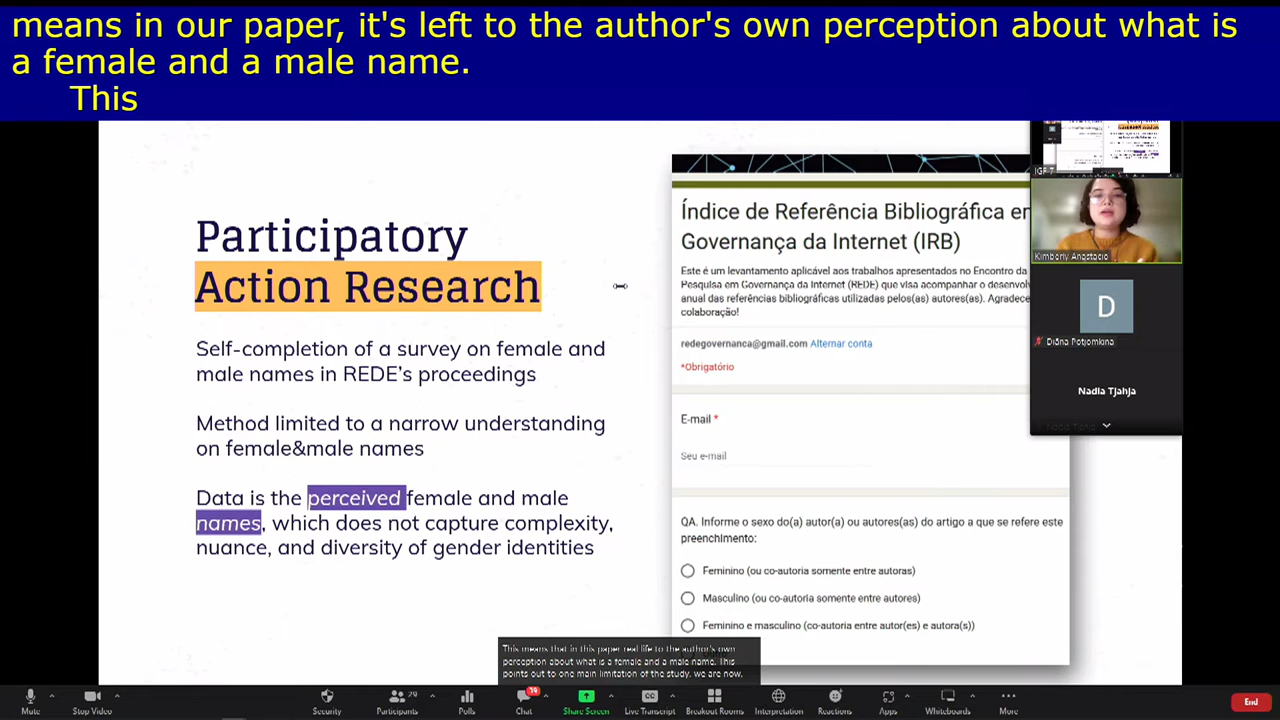 means in our paper, it's left to the author's own perception about what is
a female and a male name.
This
Participatory
Action Research
Self-completion of a survey on female and
male names in REDE's proceedings
Method limited to a narrow understanding
on female&male names
Data is the perceived female and male
names, which does not capture complexity,
nuance, and diversity of gender identities
Índice de Referência Bibliográfica em
Governança da Internet (IRB)
Este é um levantamento aplicável aos trabalhos apresentados no Encontro da
Pesquisa em Governança da Internet (REDE) que visa acompanhar o desenvolv
anual das referências bibliográficas utilizadas pelos(as) autores(as). Agradece
colaboração!
redegovernanca@gmail.com Alternar conta
*Obrigatório
E-mail *
Seu e-mail
QA. Informe o sexo do(a) autor(a) ou autores(as) do artigo a que se refere este
preenchimento:
Feminino (ou co-autoria somente entre autoras)
Masculino (ou co-autoria somente entre autores)
Feminino e masculino (co-autoria entre autor(es) e autora(s))
IGF 7
Kimberly Anastacio
D
Diāna Potjomkina
Nadia Tjahja
Nadia Tjahja
This means that in this paper real life to the author's own
perception about what is a female and a male name. This
points out to one main limitation of the study. we are now.
Mute
Stop Video
Security
Participants
29
Polls
Chat
19
Share Screen
Live Transcript
Breakout Rooms
Interpretation
Reactions
Apps
Whiteboards
More
End